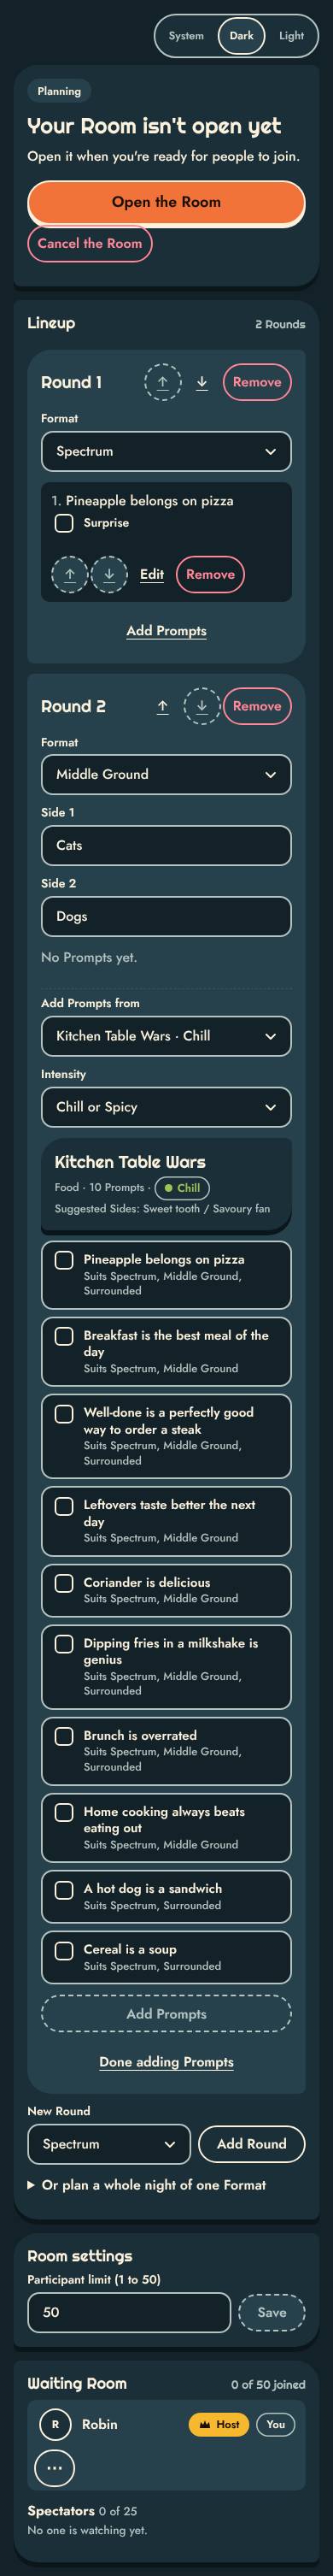 System Dark Light
Planning
Your Room isn't open yet
Open it when you're ready for people to join.
Open the Room
Cancel the Room
Lineup 2 Rounds
Round 1 ↑ ↓ Remove
Format
Spectrum
1. Pineapple belongs on pizza
Surprise
↑ ↓ Edit Remove
Add Prompts
Round 2 ↑ ↓ Remove
Format
Middle Ground
Side 1
Cats
Side 2
Dogs
No Prompts yet.
Add Prompts from
Kitchen Table Wars · Chill
Intensity
Chill or Spicy
Kitchen Table Wars
Food · 10 Prompts · Chill
Suggested Sides: Sweet tooth / Savoury fan
Pineapple belongs on pizza
Suits Spectrum, Middle Ground,
Surrounded
Breakfast is the best meal of the
day
Suits Spectrum, Middle Ground
Well-done is a perfectly good
way to order a steak
Suits Spectrum, Middle Ground,
Surrounded
Leftovers taste better the next
day
Suits Spectrum, Middle Ground
Coriander is delicious
Suits Spectrum, Middle Ground
Dipping fries in a milkshake is
genius
Suits Spectrum, Middle Ground,
Surrounded
Brunch is overrated
Suits Spectrum, Middle Ground,
Surrounded
Home cooking always beats
eating out
Suits Spectrum, Middle Ground
A hot dog is a sandwich
Suits Spectrum, Surrounded
Cereal is a soup
Suits Spectrum, Surrounded
Add Prompts
Done adding Prompts
New Round
Spectrum Add Round
Or plan a whole night of one Format
Room settings
Participant limit (1 to 50)
50 Save
Waiting Room 0 of 50 joined
R Robin Host You
···
Spectators 0 of 25
No one is watching yet.